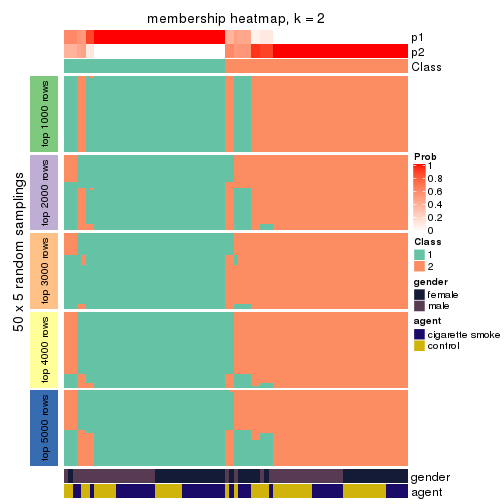 membership heatmap, k = 2
p1
p2
Class
50 x 5 random samplings
top 1000 rows
top 2000 rows
top 3000 rows
top 4000 rows
top 5000 rows
Prob
1
0.8
0.6
0.4
0.2
0
Class
1
2
gender
female
male
agent
cigarette smoke
control
gender
agent